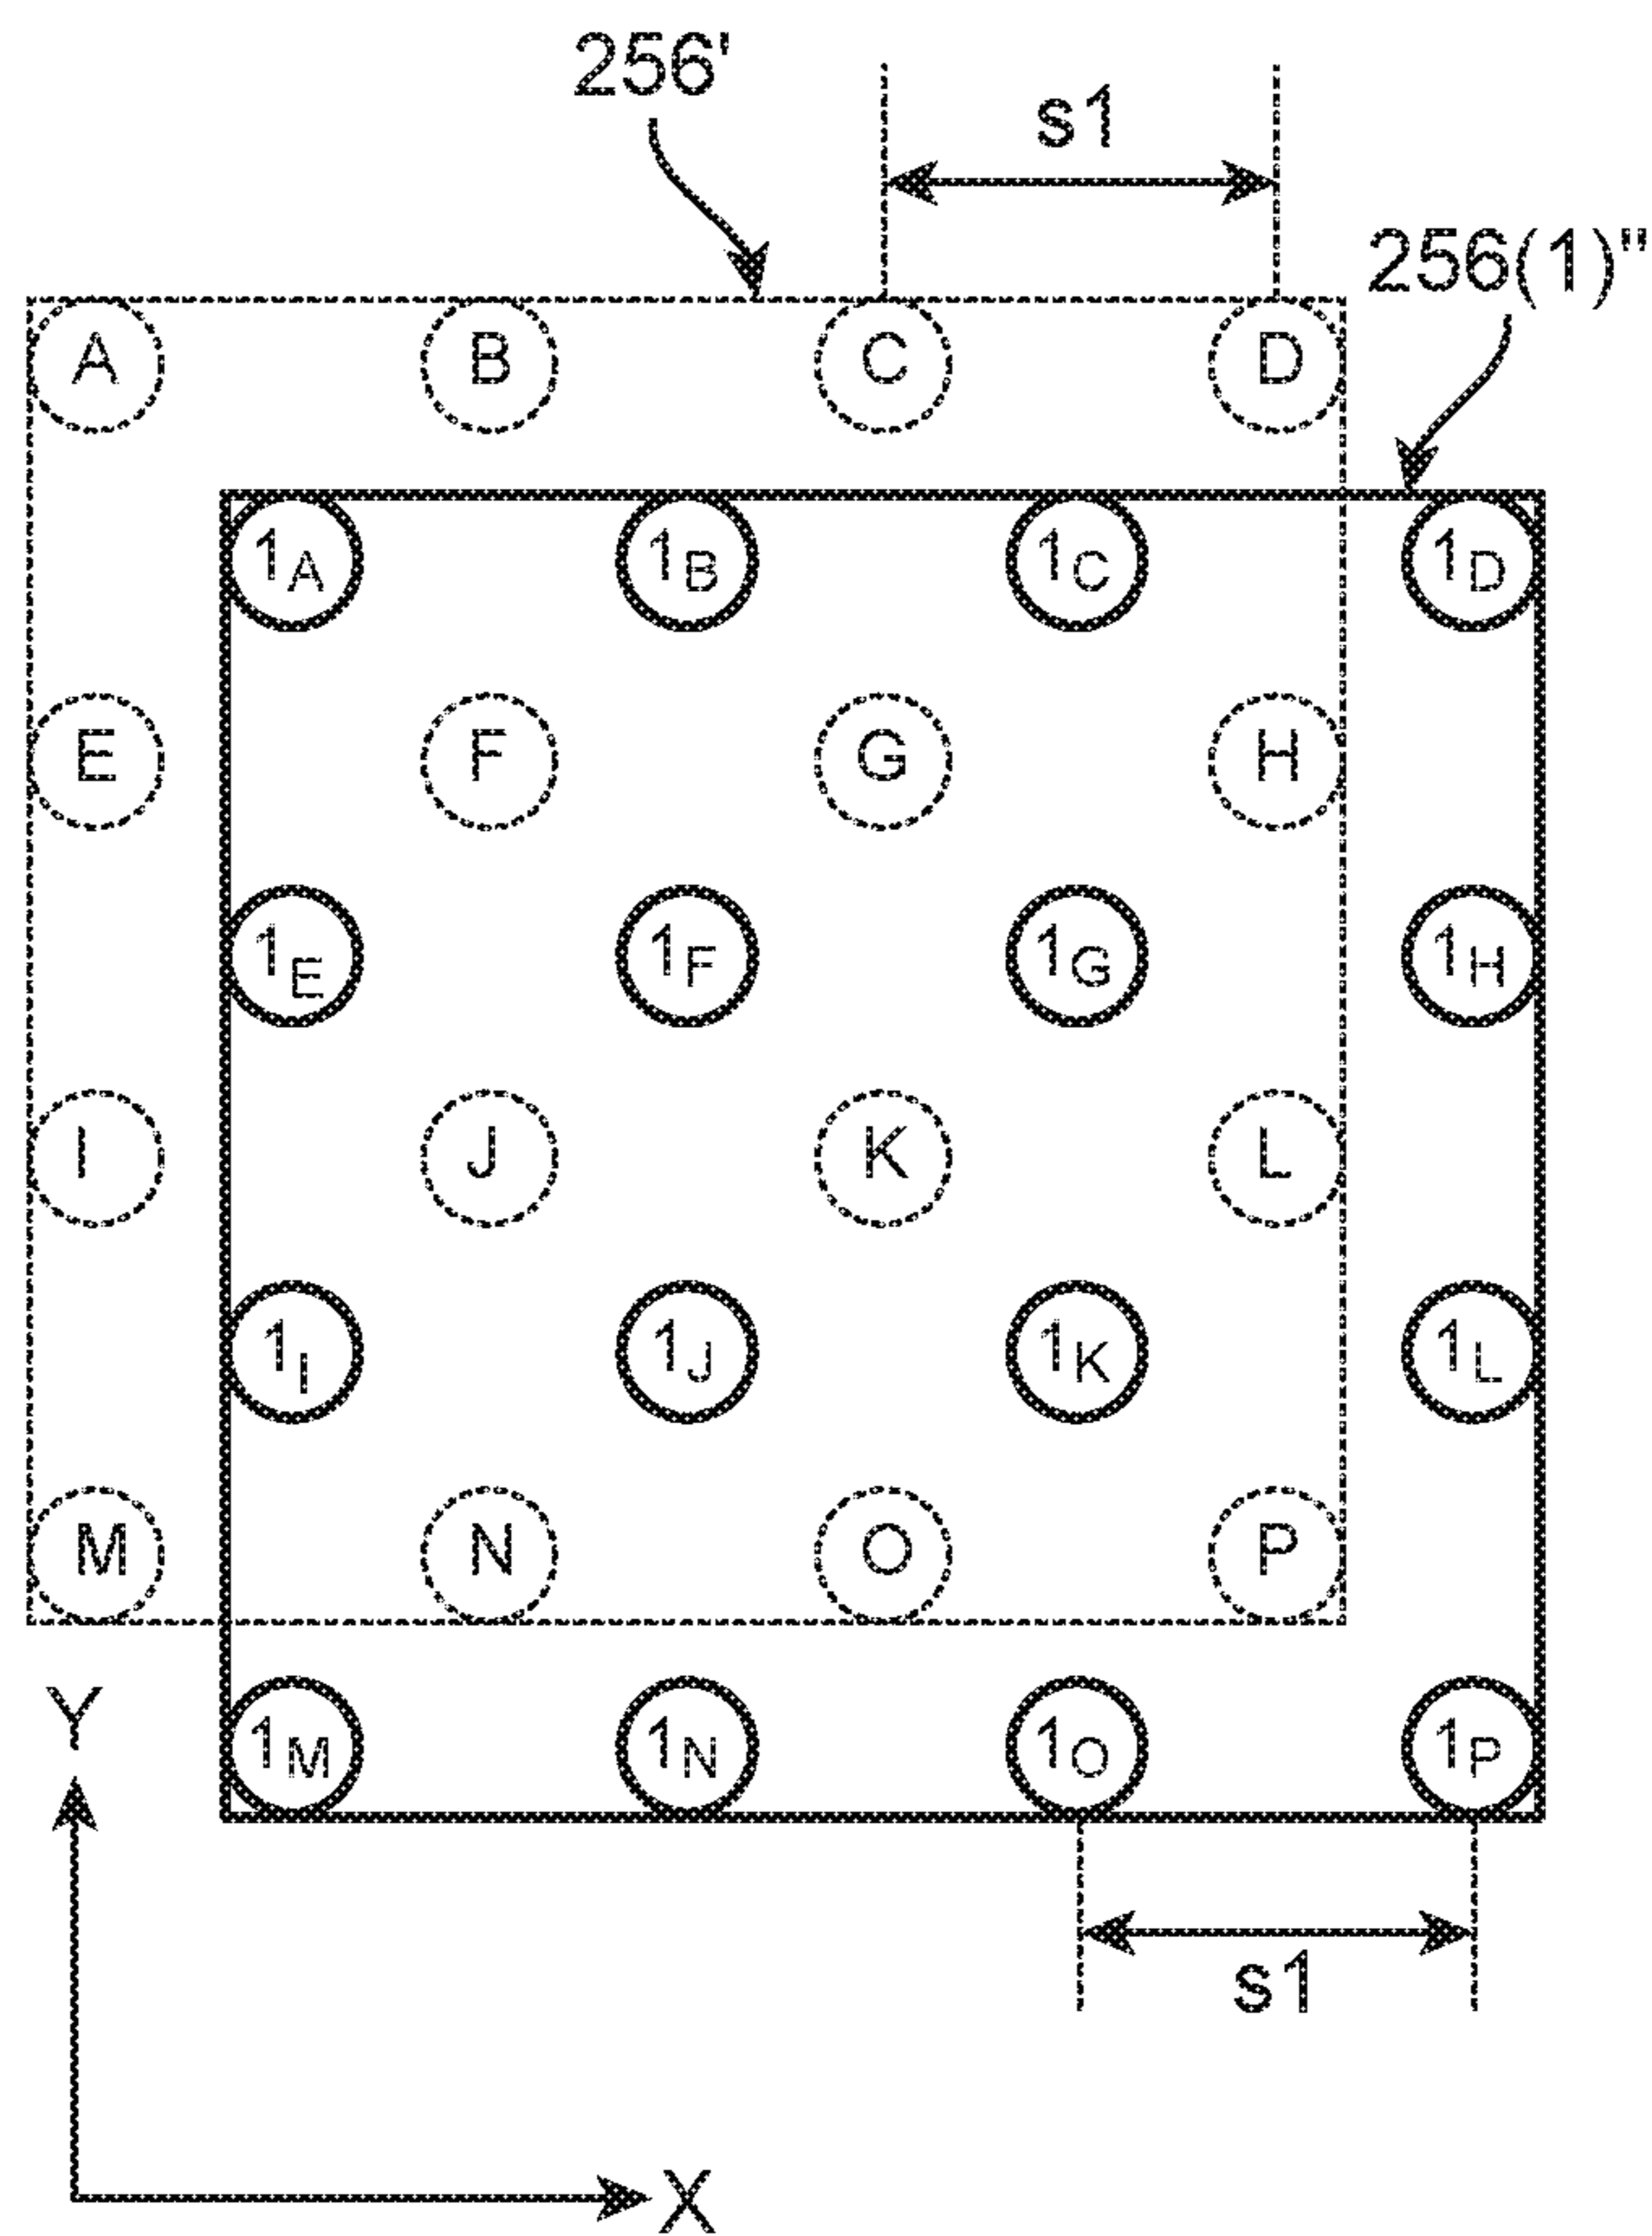 256'
s1
256(1)"
A B C D
1A 1B 1C 1D
E F G H
1E 1F 1G 1H
I J K L
1I 1J 1K 1L
M N O P
1M 1N 1O 1P
Y
s1
X